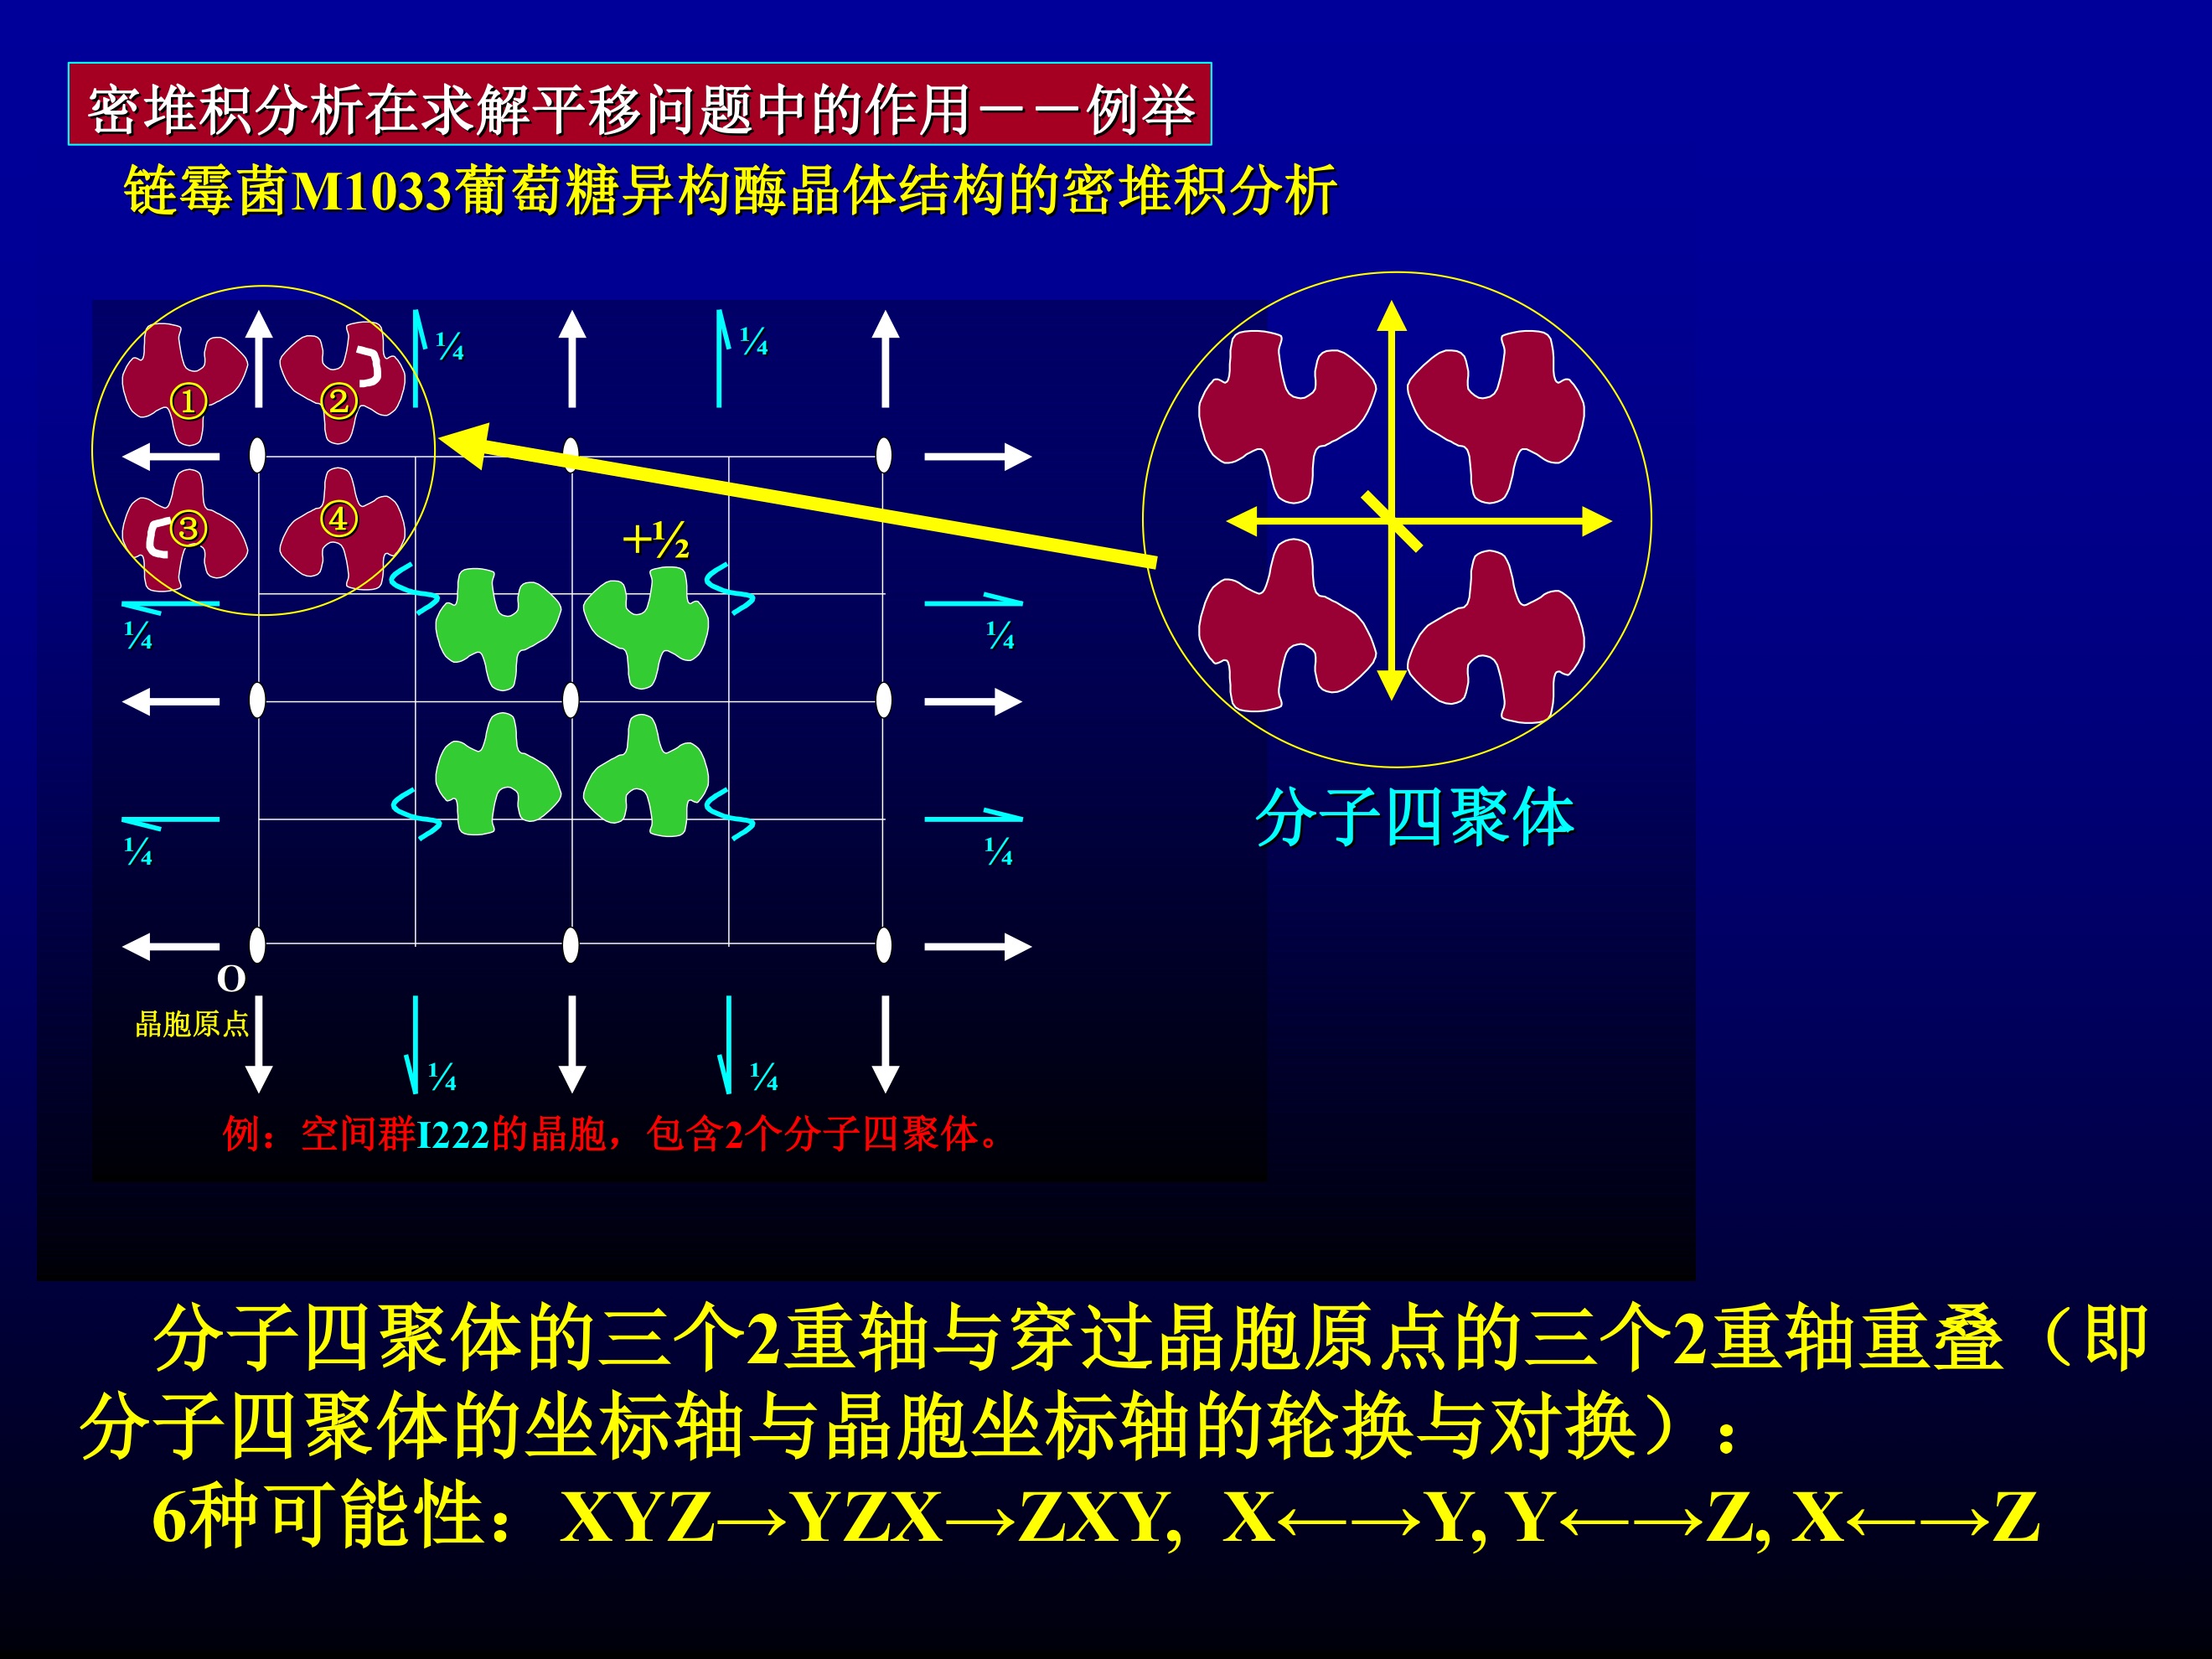 密堆积分析在求解平移问题中的作用－－例举
链霉菌M1033葡萄糖异构酶晶体结构的密堆积分析
¼
¼
①
②
③
④
+½
¼
¼
¼
¼
分子四聚体
O
晶胞原点
¼
¼
例：空间群I222的晶胞，包含2个分子四聚体。
分子四聚体的三个2重轴与穿过晶胞原点的三个2重轴重叠（即
分子四聚体的坐标轴与晶胞坐标轴的轮换与对换）：
6种可能性：XYZ→YZX→ZXY, X←→Y, Y←→Z, X←→Z